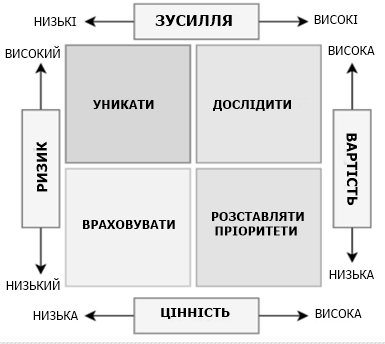 НИЗЬКІ
ЗУСИЛЛЯ
ВИСОКІ
ВИСОКИЙ
ВИСОКА
УНИКАТИ
ДОСЛІДИТИ
РИЗИК
ВАРТІСТЬ
ВРАХОВУВАТИ
РОЗСТАВЛЯТИ
ПРІОРИТЕТИ
НИЗЬКИЙ
НИЗЬКА
НИЗЬКА
ЦІННІСТЬ
ВИСОКА